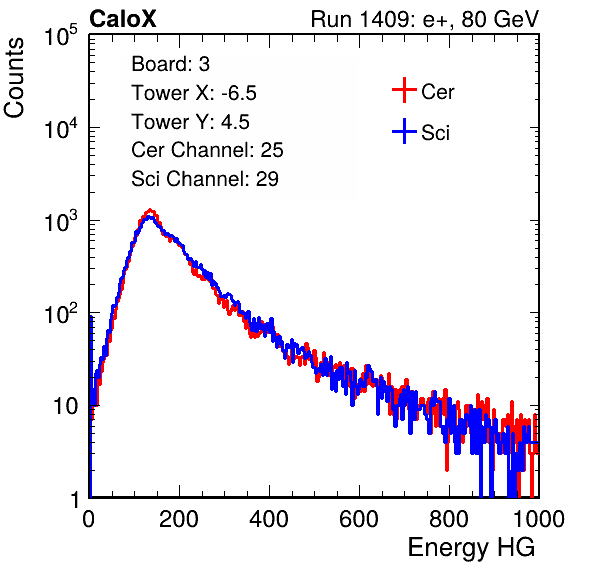 CaloX Run 1409: e+, 80 GeV
Counts
Board: 3
Tower X: -6.5
Tower Y: 4.5
Cer Channel: 25
Sci Channel: 29
Cer
Sci
10^5
10^4
10^3
10^2
10
1
0 200 400 600 800 1000
Energy HG